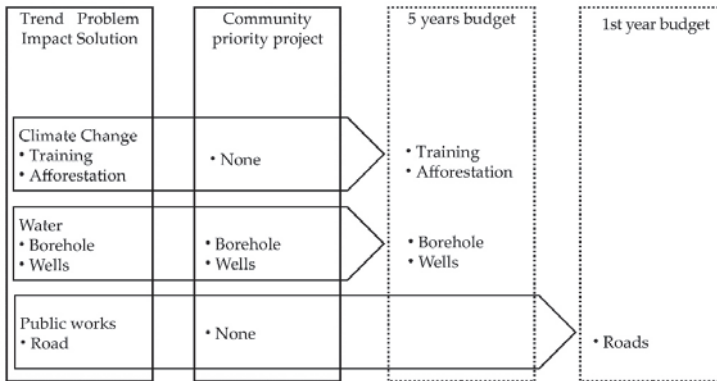 Trend Problem
Impact Solution
Community
priority project
5 years budget
1st year budget
Climate Change
• Training
• Afforestation
• None
• Training
• Afforestation
Water
• Borehole
• Wells
• Borehole
• Wells
• Borehole
• Wells
Public works
• Road
• None
• Roads